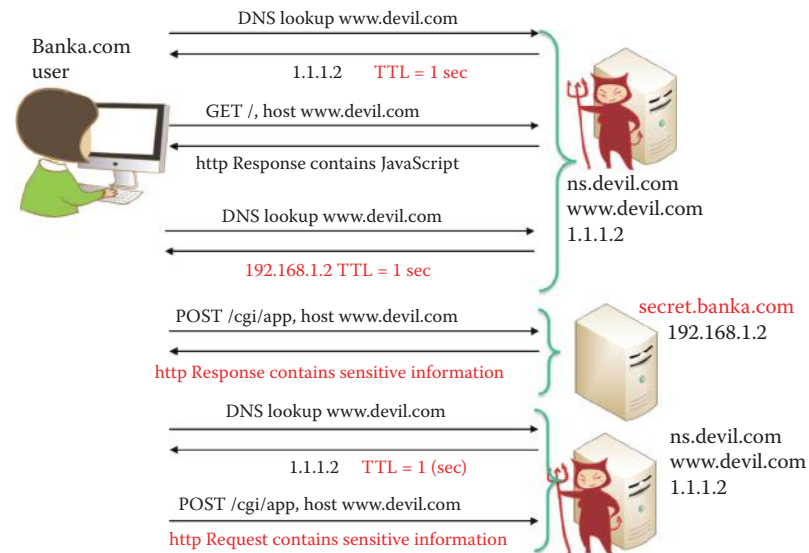 DNS lookup www.devil.com
Banka.com
user
1.1.1.2 TTL = 1 sec
GET /, host www.devil.com
http Response contains JavaScript
ns.devil.com
www.devil.com
1.1.1.2
DNS lookup www.devil.com
192.168.1.2 TTL = 1 sec
POST /cgi/app, host www.devil.com
secret.banka.com
192.168.1.2
http Response contains sensitive information
DNS lookup www.devil.com
1.1.1.2 TTL = 1 (sec)
ns.devil.com
www.devil.com
1.1.1.2
POST /cgi/app, host www.devil.com
http Request contains sensitive information